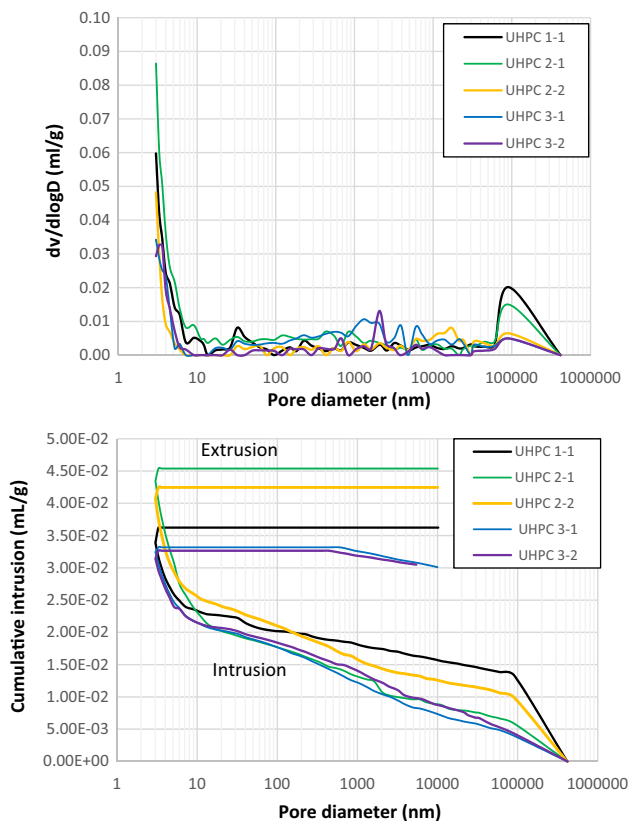 0.10
0.09
0.08
0.07
0.06
0.05
0.04
0.03
0.02
0.01
0.00
dv/dlogD (ml/g)
UHPC 1-1
UHPC 2-1
UHPC 2-2
UHPC 3-1
UHPC 3-2
1 10 100 1000 10000 100000 1000000
Pore diameter (nm)
5.00E-02
4.50E-02
4.00E-02
3.50E-02
3.00E-02
2.50E-02
2.00E-02
1.50E-02
1.00E-02
5.00E-03
0.00E+00
Cumulative intrusion (mL/g)
Extrusion
Intrusion
UHPC 1-1
UHPC 2-1
UHPC 2-2
UHPC 3-1
UHPC 3-2
1 10 100 1000 10000 100000 1000000
Pore diameter (nm)